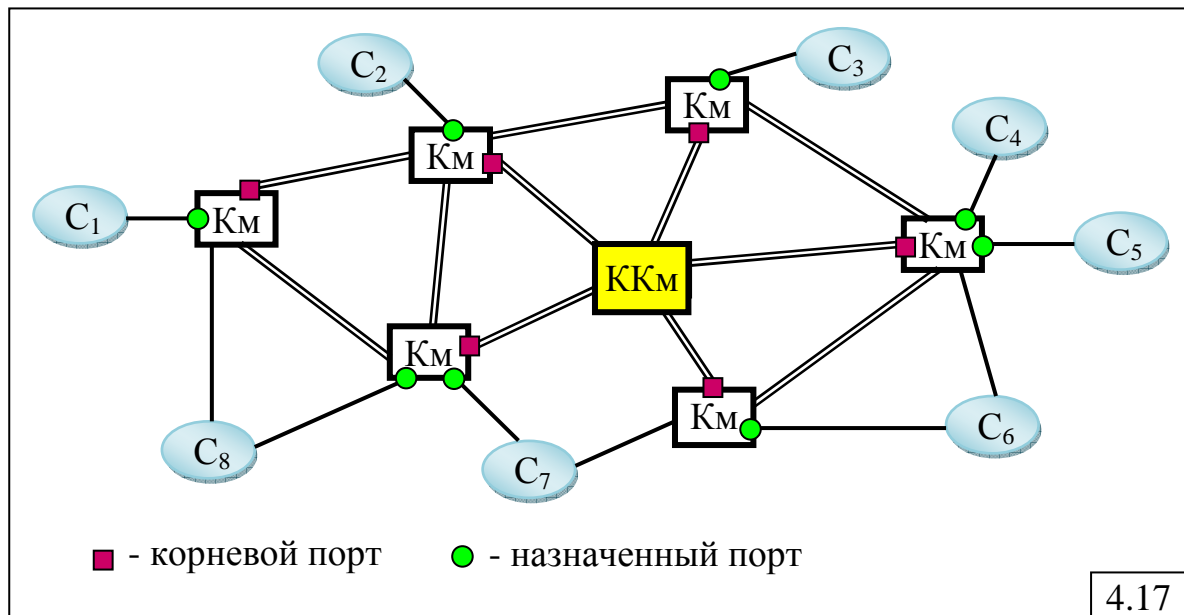 C3
C2
Км
C4
Км
C1
Км
Км
C5
ККм
Км
Км
C6
C8
C7
- корневой порт
- назначенный порт
4.17